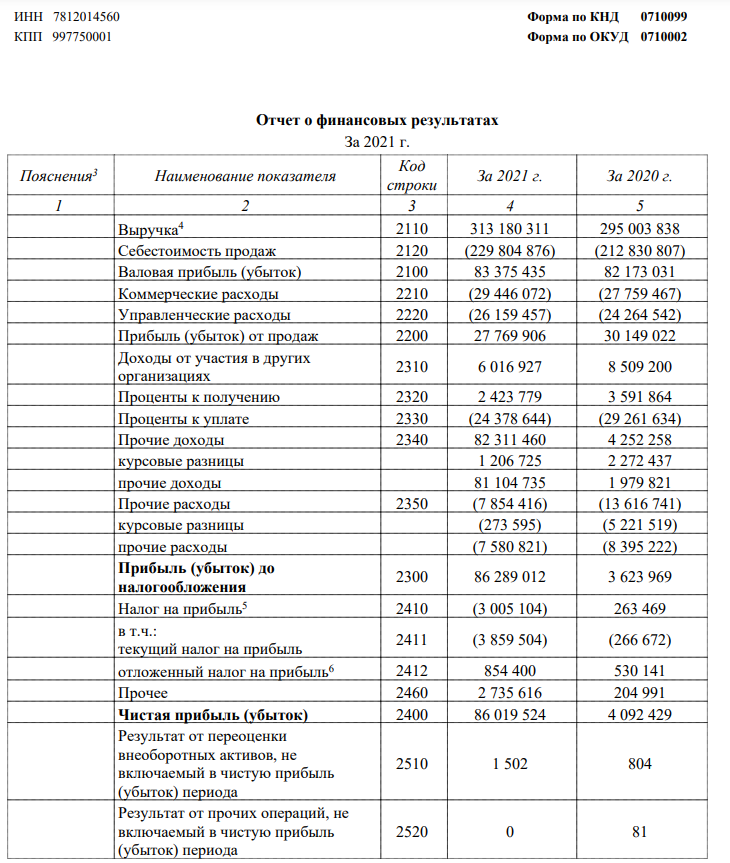 ИНН 7812014560 Форма по КНД 0710099
КПП 997750001 Форма по ОКУД 0710002
Отчет о финансовых результатах
За 2021 г.
Пояснения³ Наименование показателя Код строки За 2021 г. За 2020 г.
1 2 3 4 5
Выручка⁴ 2110 313 180 311 295 003 838
Себестоимость продаж 2120 (229 804 876) (212 830 807)
Валовая прибыль (убыток) 2100 83 375 435 82 173 031
Коммерческие расходы 2210 (29 446 072) (27 759 467)
Управленческие расходы 2220 (26 159 457) (24 264 542)
Прибыль (убыток) от продаж 2200 27 769 906 30 149 022
Доходы от участия в других
организациях 2310 6 016 927 8 509 200
Проценты к получению 2320 2 423 779 3 591 864
Проценты к уплате 2330 (24 378 644) (29 261 634)
Прочие доходы 2340 82 311 460 4 252 258
курсовые разницы 1 206 725 2 272 437
прочие доходы 81 104 735 1 979 821
Прочие расходы 2350 (7 854 416) (13 616 741)
курсовые разницы (273 595) (5 221 519)
прочие расходы (7 580 821) (8 395 222)
Прибыль (убыток) до
налогообложения 2300 86 289 012 3 623 969
Налог на прибыль⁵ 2410 (3 005 104) 263 469
в т.ч.:
текущий налог на прибыль 2411 (3 859 504) (266 672)
отложенный налог на прибыль⁶ 2412 854 400 530 141
Прочее 2460 2 735 616 204 991
Чистая прибыль (убыток) 2400 86 019 524 4 092 429
Результат от переоценки
внеоборотных активов, не
включаемый в чистую прибыль
(убыток) периода 2510 1 502 804
Результат от прочих операций, не
включаемый в чистую прибыль
(убыток) периода 2520 0 81